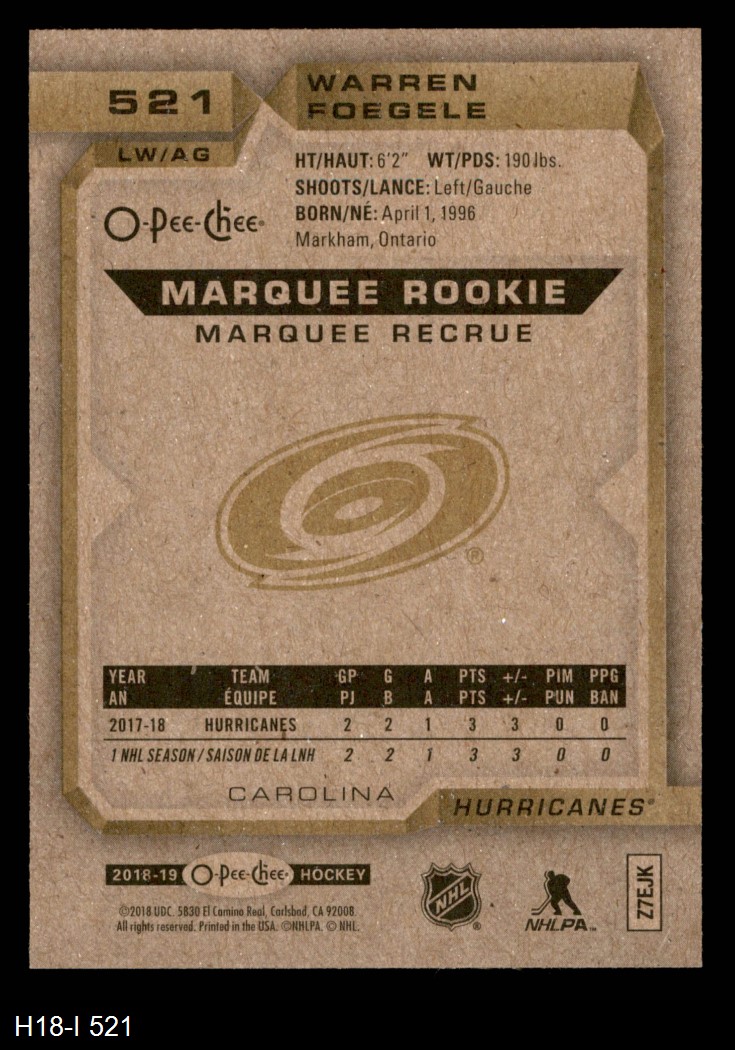 521
WARREN
FOEGELE
LW/AG
HT/HAUT: 6'2" WT/PDS: 190 lbs.
SHOOTS/LANCE: Left/Gauche
BORN/NÉ: April 1, 1996
Markham, Ontario
O-Pee-Chee®
MARQUEE ROOKIE
MARQUEE RECRUE
®
YEAR TEAM GP G A PTS +/- PIM PPG
AN ÉQUIPE PJ B A PTS +/- PUN BAN
2017-18 HURRICANES 2 2 1 3 3 0 0
1 NHL SEASON / SAISON DE LA LNH 2 2 1 3 3 0 0
CAROLINA
HURRICANES®
2018-19 O-Pee-Chee® HOCKEY
©2018 UDC. 5830 El Camino Real, Carlsbad, CA 92008.
All rights reserved. Printed in the USA. ©NHLPA. © NHL.
NHL®
NHLPA™
Z7EJK
H18-I 521